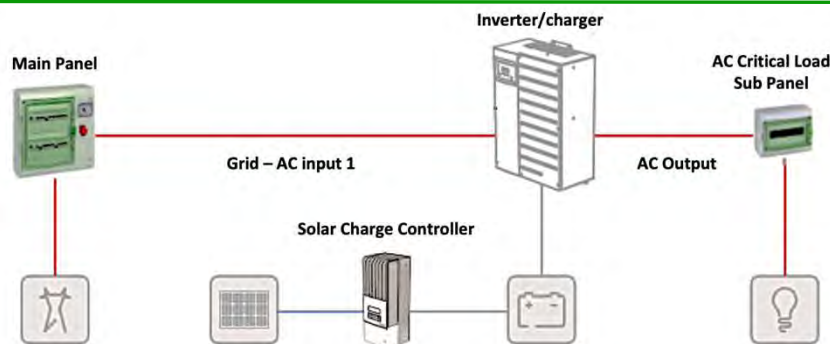 Inverter/charger
Main Panel
AC Critical Load
Sub Panel
Grid – AC input 1
AC Output
Solar Charge Controller